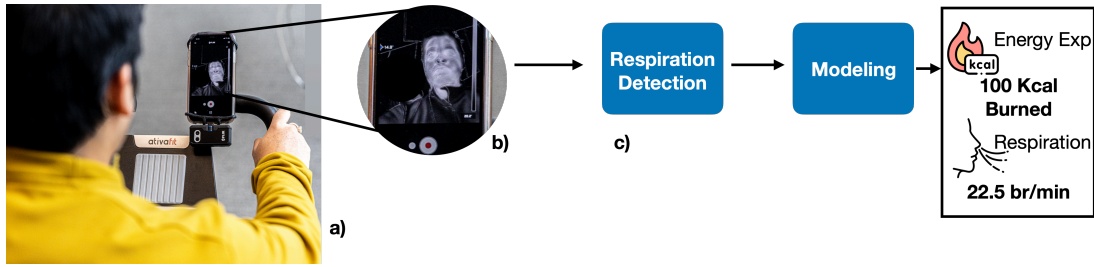 ativafit
a)
b)
Respiration
Detection
c)
Modeling
Energy Exp
kcal
100 Kcal
Burned
Respiration
22.5 br/min